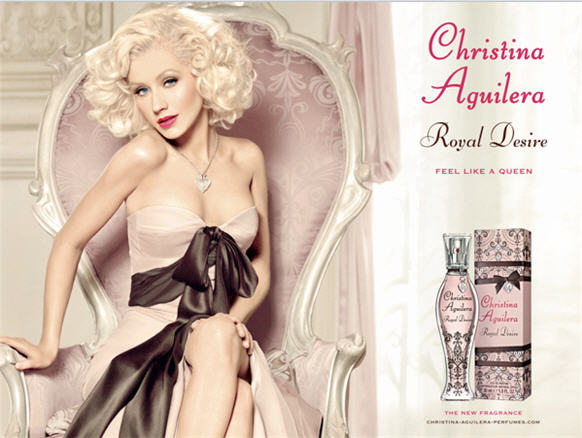 Christina
Aguilera
Royal Desire
FEEL LIKE A QUEEN
Christina
Aguilera
Royal Desire
Christina
Aguilera
Royal Desire
THE NEW FRAGRANCE
CHRISTINA-AGUILERA-PERFUMES.COM